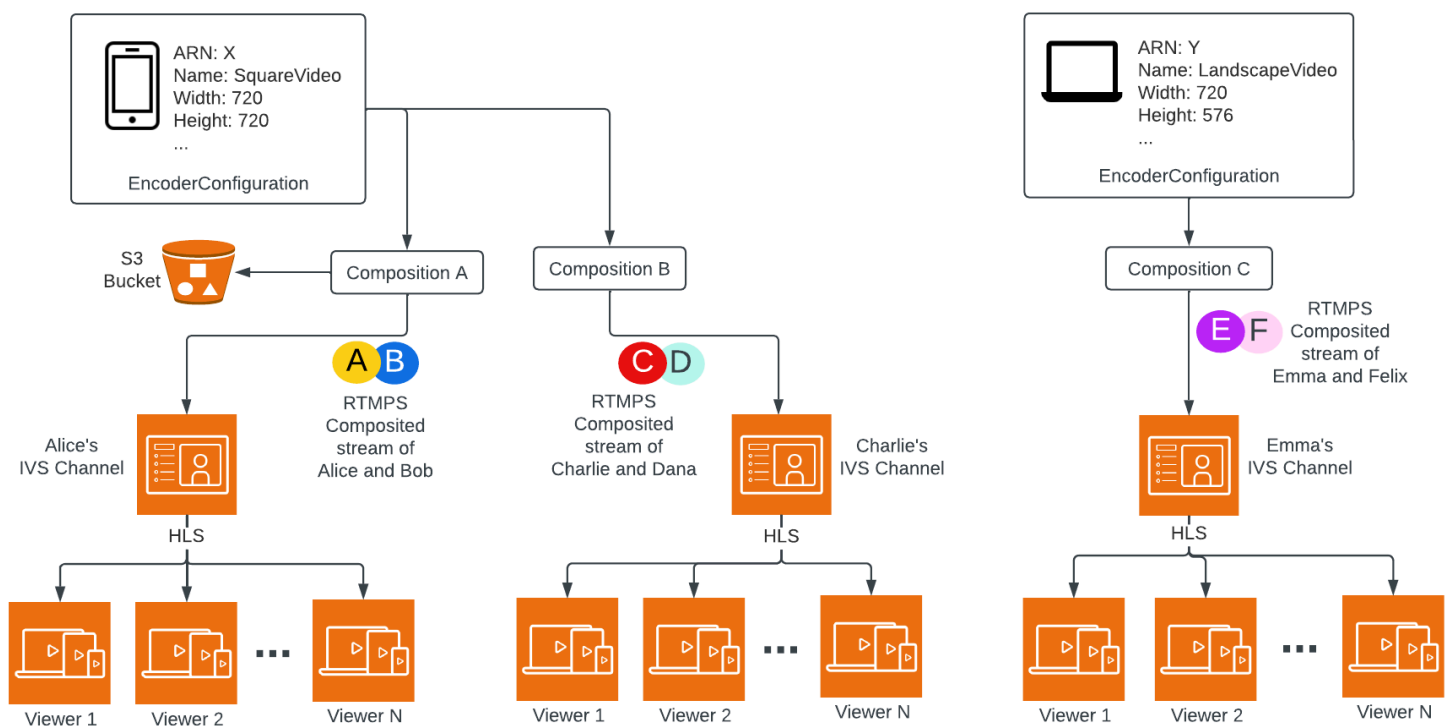 ARN: X
Name: SquareVideo
Width: 720
Height: 720
...
EncoderConfiguration
ARN: Y
Name: LandscapeVideo
Width: 720
Height: 576
...
EncoderConfiguration
S3
Bucket
Composition A
Composition B
Composition C
A B
RTMPS
Composited
stream of
Alice and Bob
C D
RTMPS
Composited
stream of
Charlie and Dana
E F
RTMPS
Composited
stream of
Emma and Felix
Alice's
IVS Channel
Charlie's
IVS Channel
Emma's
IVS Channel
HLS
HLS
HLS
Viewer 1
Viewer 2
...
Viewer N
Viewer 1
Viewer 2
...
Viewer N
Viewer 1
Viewer 2
...
Viewer N